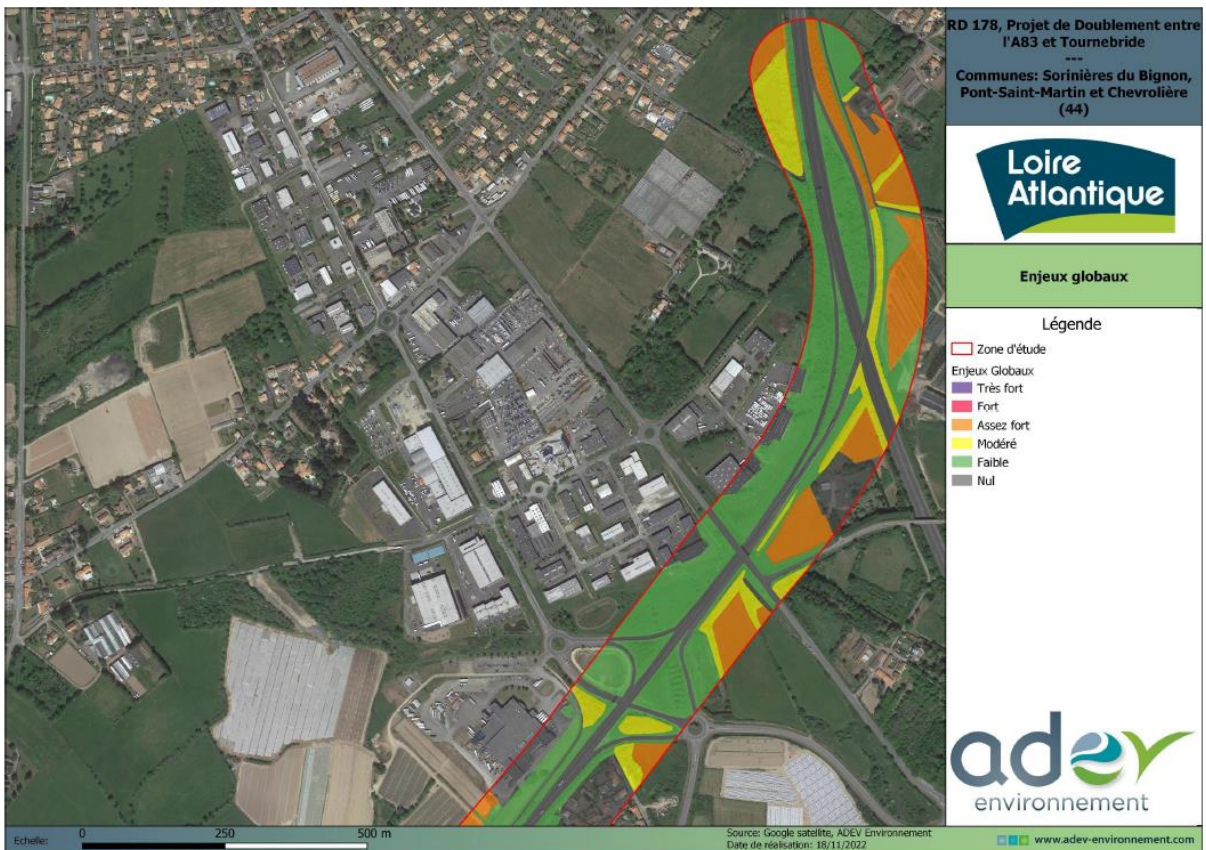 RD 178, Projet de Doublement entre
l'A83 et Tournebride
---
Communes: Sorinières du Bignon,
Pont-Saint-Martin et Chevrolière
(44)
Loire
Atlantique
Enjeux globaux
Légende
Zone d'étude
Enjeux Globaux
Très fort
Fort
Assez fort
Modéré
Faible
Nul
adev
environnement
Echelle:
0 250 500 m
Source: Google satellite, ADEV Environnement
Date de réalisation: 18/11/2022
www.adev-environnement.com